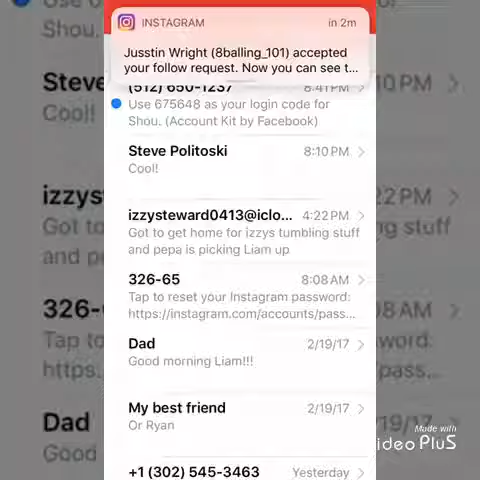 INSTAGRAM in 2m
Jusstin Wright (8balling_101) accepted
your follow request. Now you can see t...
(512) 650-1237 8:41 PM
Use 675648 as your login code for
Shou. (Account Kit by Facebook)
Steve Politoski 8:10 PM
Cool!
izzysteward0413@iclo... 4:22 PM
Got to get home for izzys tumbling stuff
and pepa is picking Liam up
326-65 8:08 AM
Tap to reset your Instagram password:
https://instagram.com/accounts/pass...
Dad 2/19/17
Good morning Liam!!!
My best friend 2/19/17
Or Ryan
+1 (302) 545-3463 Yesterday
Made with
ideo PluS